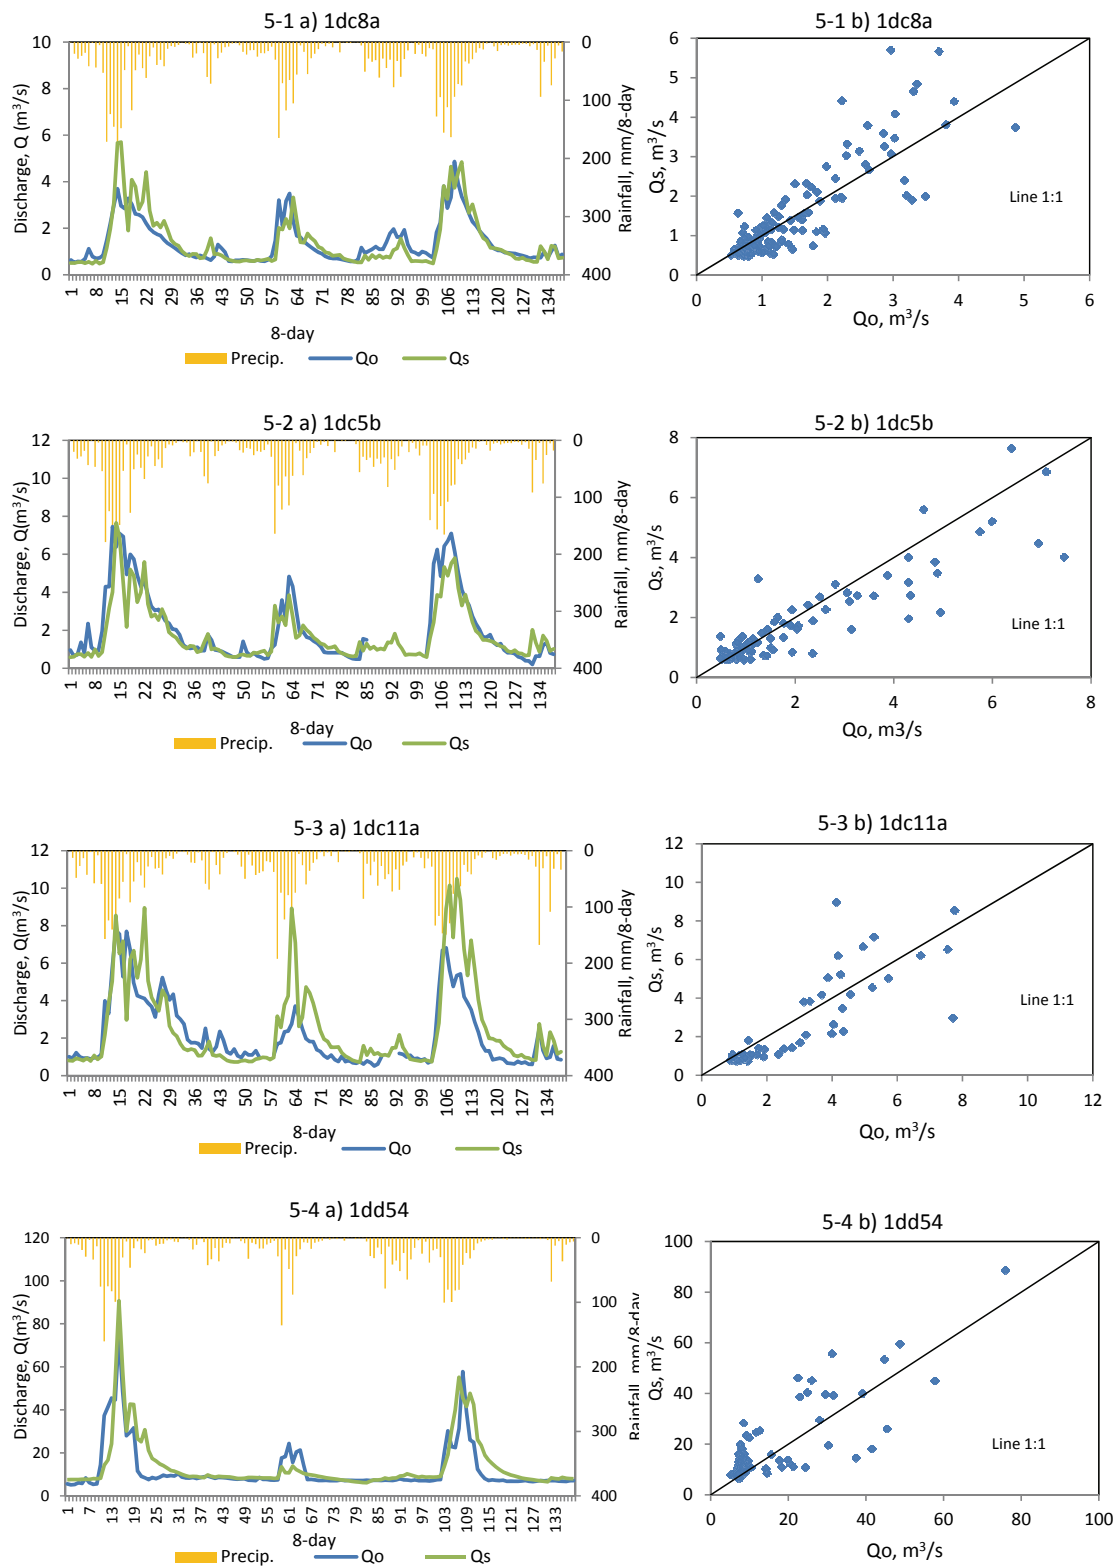 5-1 a) 1dc8a
10
8
6
4
2
0
Discharge, Q (m³/s)
0
100
200
300
400
Rainfall, mm/8-day
1 8 15 22 29 36 43 50 57 64 71 78 85 92 99 106 113 120 127 134
8-day
Precip. Qo Qs
5-1 b) 1dc8a
6
5
4
3
2
1
0
Qs, m³/s
Line 1:1
0 1 2 3 4 5 6
Qo, m³/s
5-2 a) 1dc5b
12
10
8
6
4
2
0
Discharge, Q(m³/s)
0
100
200
300
400
Rainfall, mm/8-day
1 8 15 22 29 36 43 50 57 64 71 78 85 92 99 106 113 120 127 134
8-day
Precip. Qo Qs
5-2 b) 1dc5b
8
6
4
2
0
Qs, m³/s
Line 1:1
0 2 4 6 8
Qo, m3/s
5-3 a) 1dc11a
12
10
8
6
4
2
0
Discharge, Q(m³/s)
0
100
200
300
400
Rainfall, mm/8-day
1 8 15 22 29 36 43 50 57 64 71 78 85 92 99 106 113 120 127 134
8-day
Precip. Qo Qs
5-3 b) 1dc11a
12
10
8
6
4
2
0
Qs, m³/s
Line 1:1
0 2 4 6 8 10 12
Qo, m³/s
5-4 a) 1dd54
120
100
80
60
40
20
0
Discharge, Q(m³/s)
0
100
200
300
400
Rainfall, mm/8-day
1 7 13 19 25 31 37 43 49 55 61 67 73 79 85 91 97 103 109 115 121 127 133
8-day
Precip. Qo Qs
5-4 b) 1dd54
100
80
60
40
20
0
Qs, m³/s
Line 1:1
0 20 40 60 80 100
Qo, m³/s